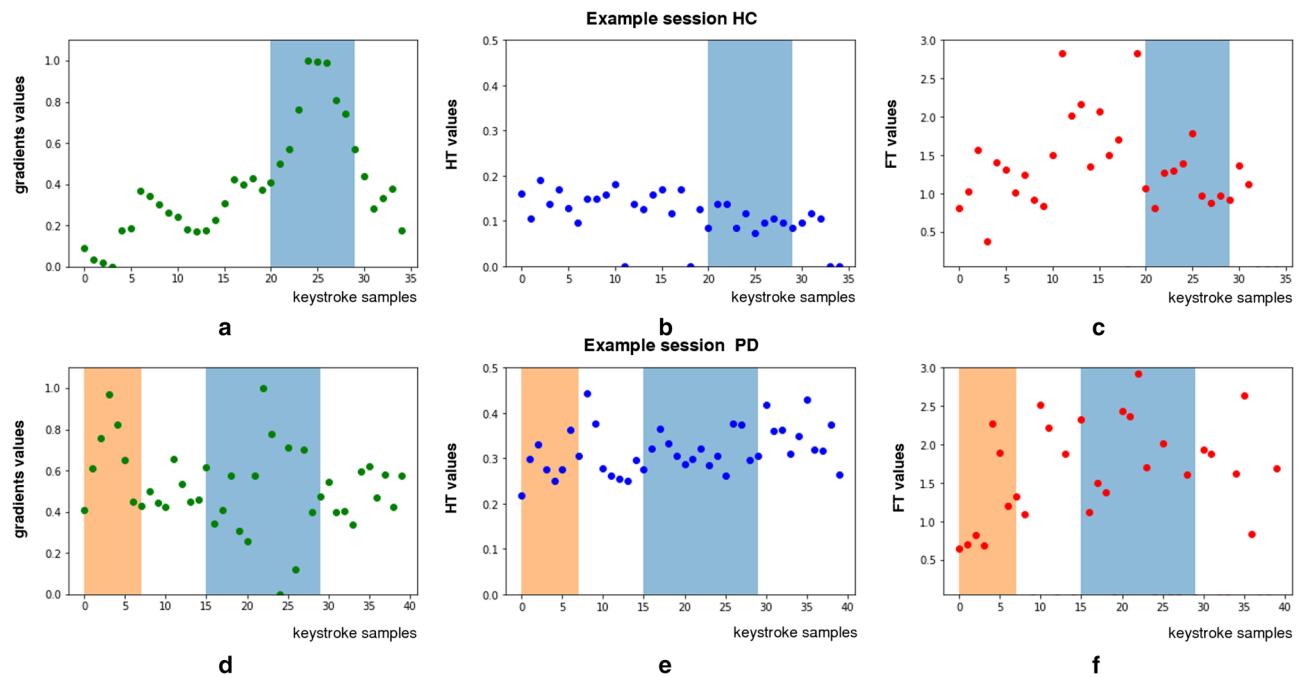 Example session HC
gradients values
1.0
0.8
0.6
0.4
0.2
0.0
0 5 10 15 20 25 30 35
keystroke samples
a
HT values
0.5
0.4
0.3
0.2
0.1
0.0
0 5 10 15 20 25 30 35
keystroke samples
b
FT values
3.0
2.5
2.0
1.5
1.0
0.5
0 5 10 15 20 25 30 35
keystroke samples
c
Example session PD
gradients values
1.0
0.8
0.6
0.4
0.2
0.0
0 5 10 15 20 25 30 35 40
keystroke samples
d
HT values
0.5
0.4
0.3
0.2
0.1
0.0
0 5 10 15 20 25 30 35 40
keystroke samples
e
FT values
3.0
2.5
2.0
1.5
1.0
0.5
0 5 10 15 20 25 30 35 40
keystroke samples
f